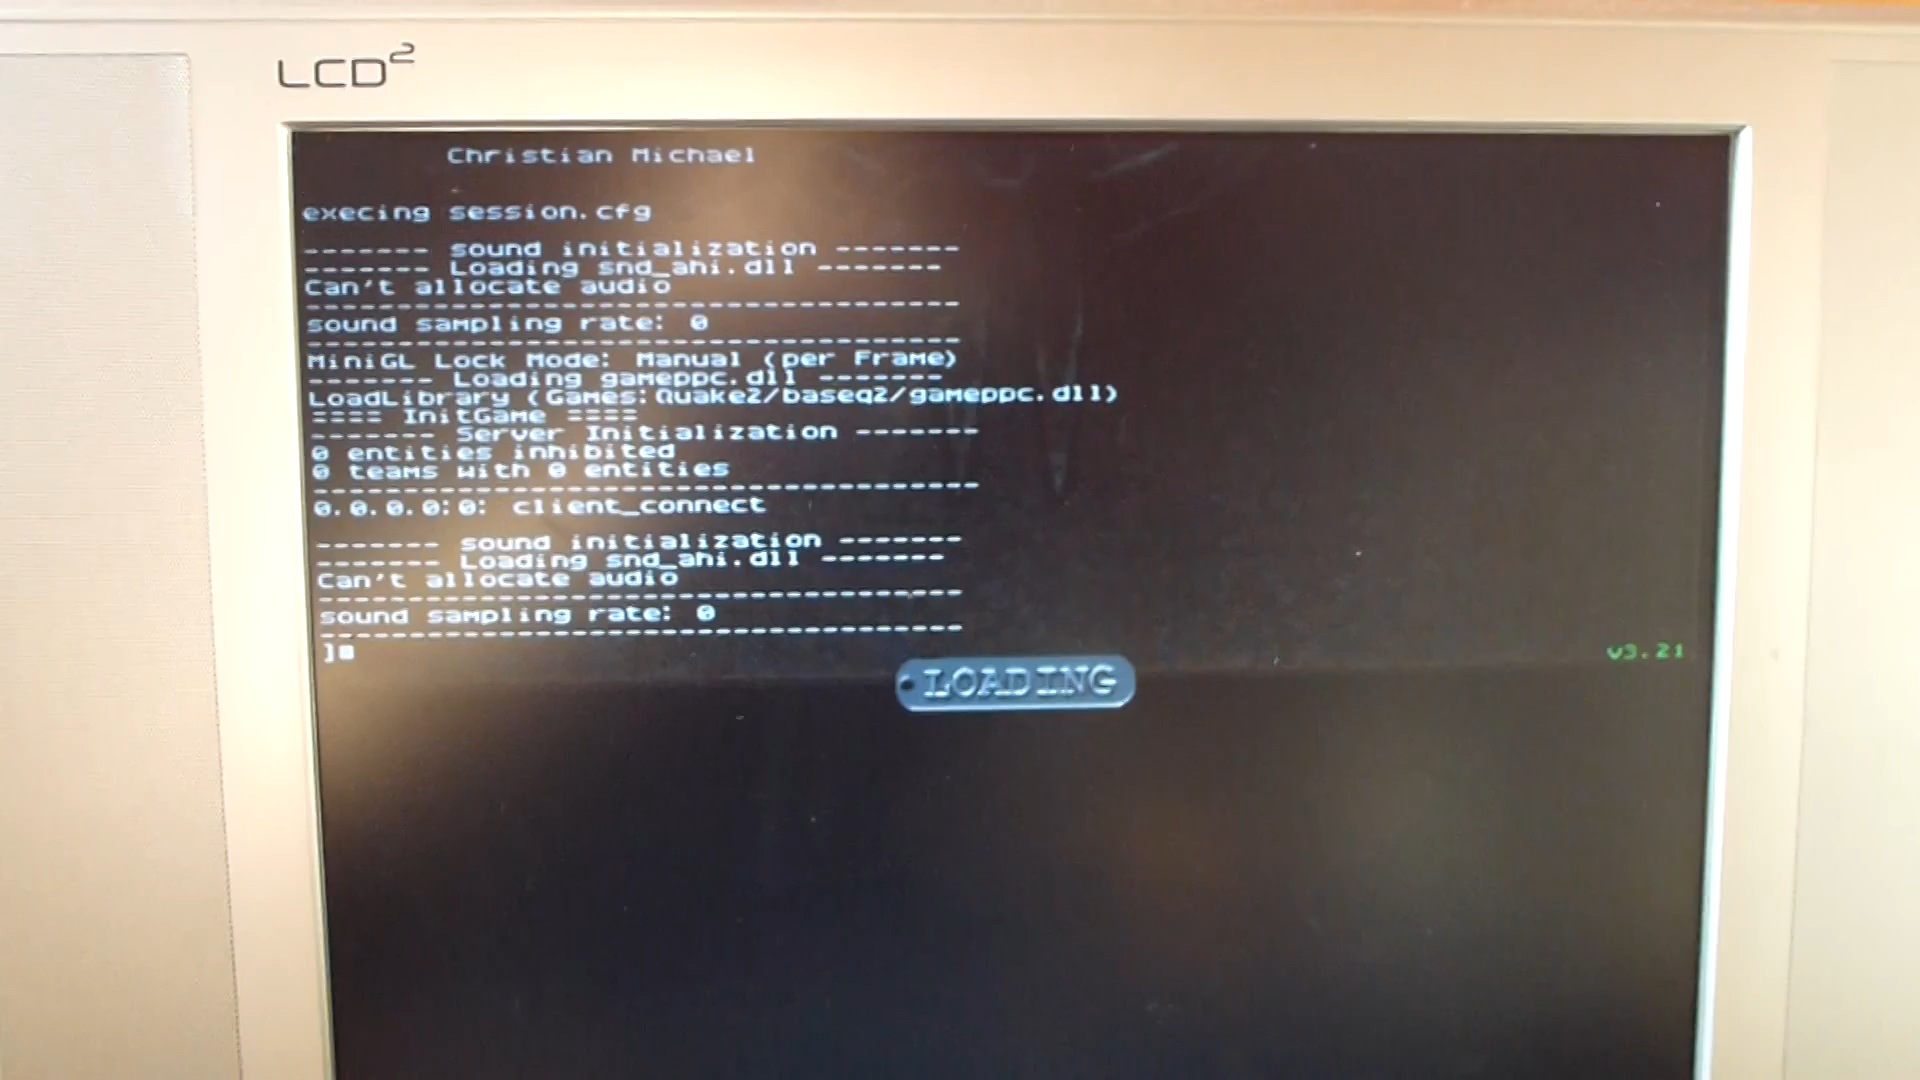 LCD²
Christian Michael
execing session.cfg
------- sound initialization -------
------- Loading snd_ahi.dll -------
Can't allocate audio
------------------------------------
sound sampling rate: 0
------------------------------------
MiniGL Lock Mode: Manual (per Frame)
------- Loading gameppc.dll -------
LoadLibrary (Games:Quake2/baseq2/gameppc.dll)
==== InitGame ====
------- Server Initialization -------
0 entities inhibited
0 teams with 0 entities
-------------------------------------
0.0.0.0:0: client_connect
------- sound initialization -------
------- Loading snd_ahi.dll -------
Can't allocate audio
------------------------------------
sound sampling rate: 0
------------------------------------
]
v3.21
LOADING